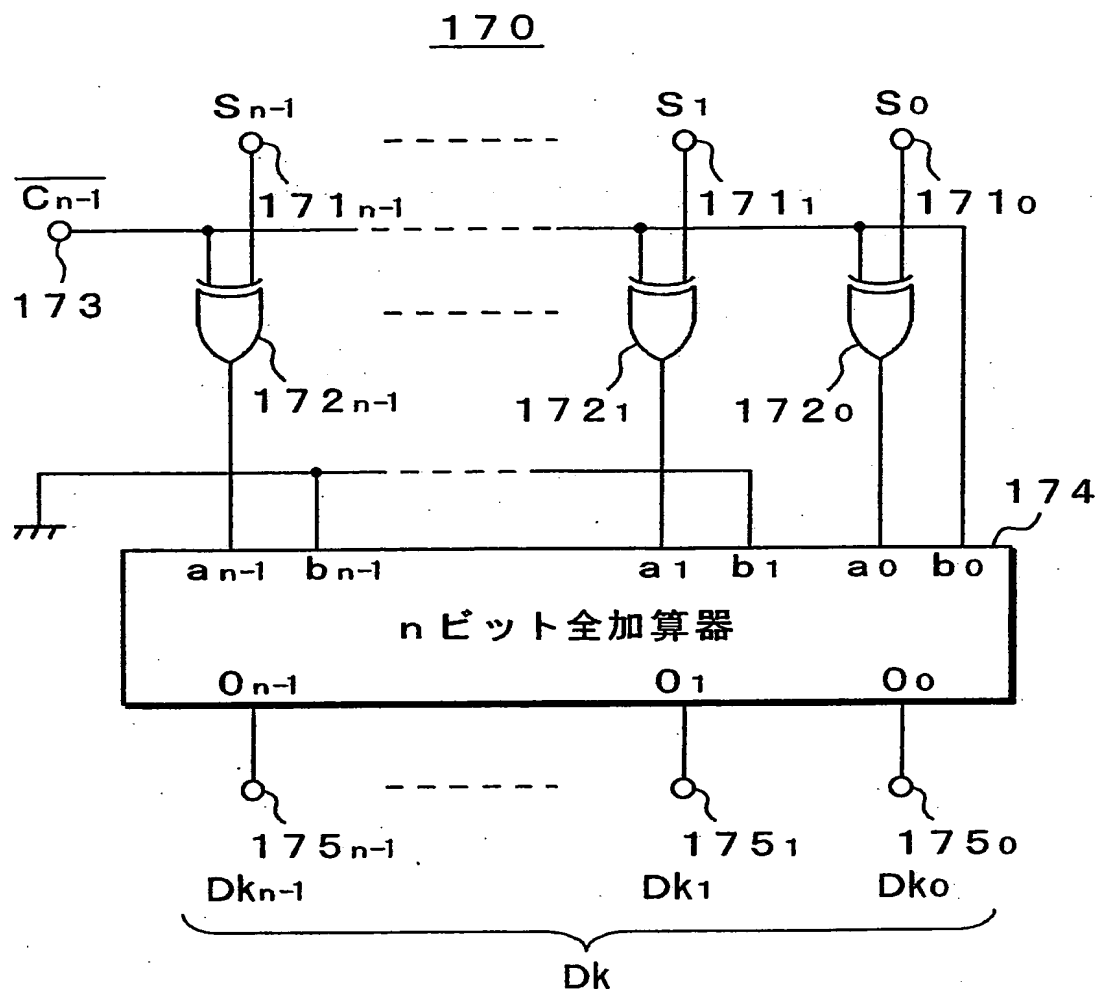 170
Sn-1 S1 S0
Cn-1 171n-1 1711 1710
173
172n-1 1721 1720
174
an-1 bn-1 a1 b1 a0 b0
nビット全加算器
On-1 O1 O0
175n-1 1751 1750
Dkn-1 Dk1 Dk0
Dk